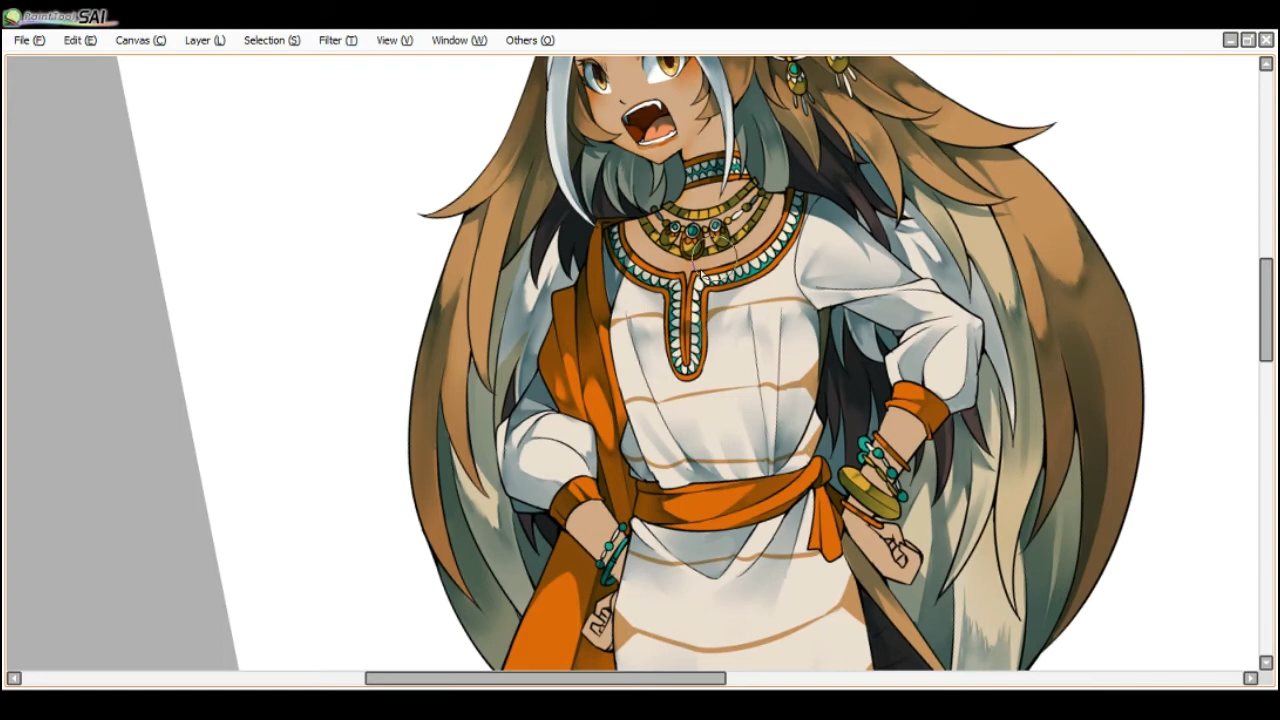 PaintTool SAI
File (F) Edit (E) Canvas (C) Layer (L) Selection (S) Filter (T) View (V) Window (W) Others (O)